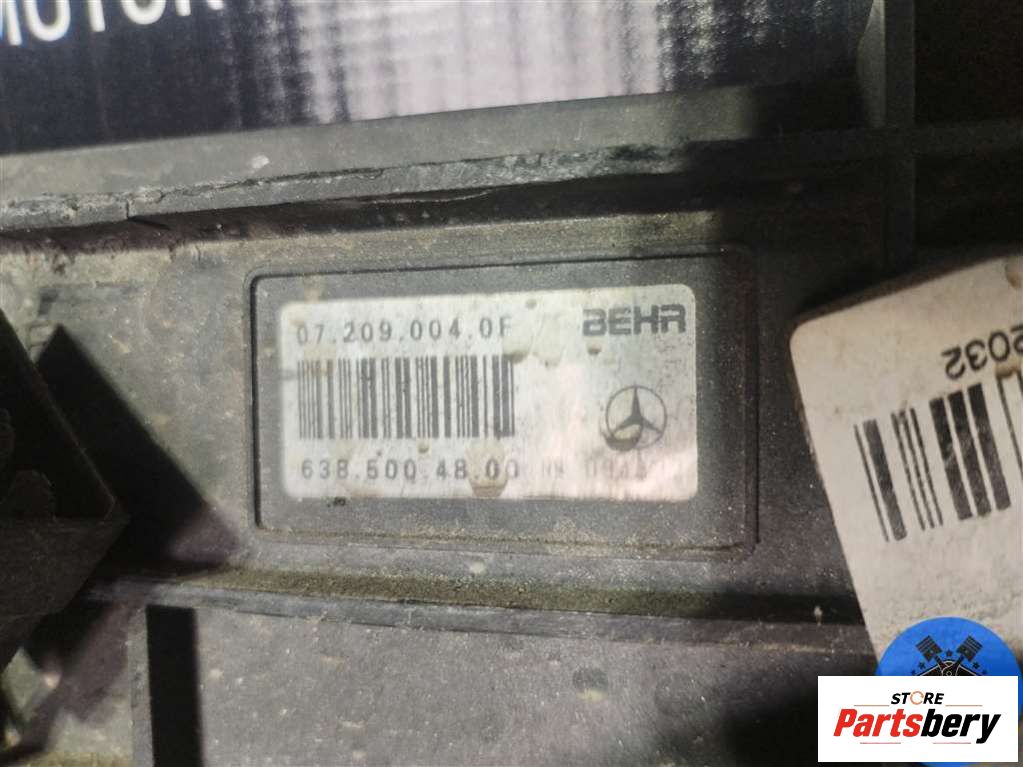 MOTOR
07.209.004.0F
BEHR
638.500.48.00
2032
STORE
Partsbery